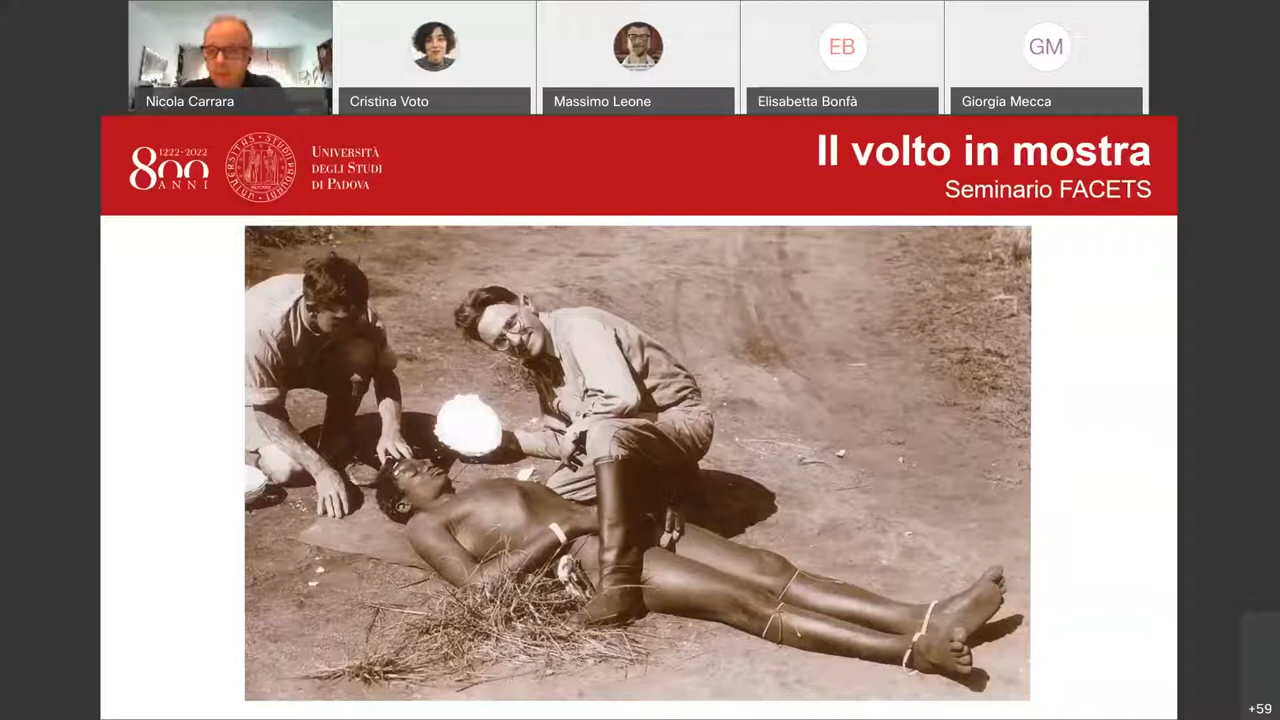 Nicola Carrara
Cristina Voto
Massimo Leone
EB
Elisabetta Bonfà
GM
Giorgia Mecca
1222-2022
800
ANNI
UNIVERSITÀ
DEGLI STUDI
DI PADOVA
Il volto in mostra
Seminario FACETS
+59